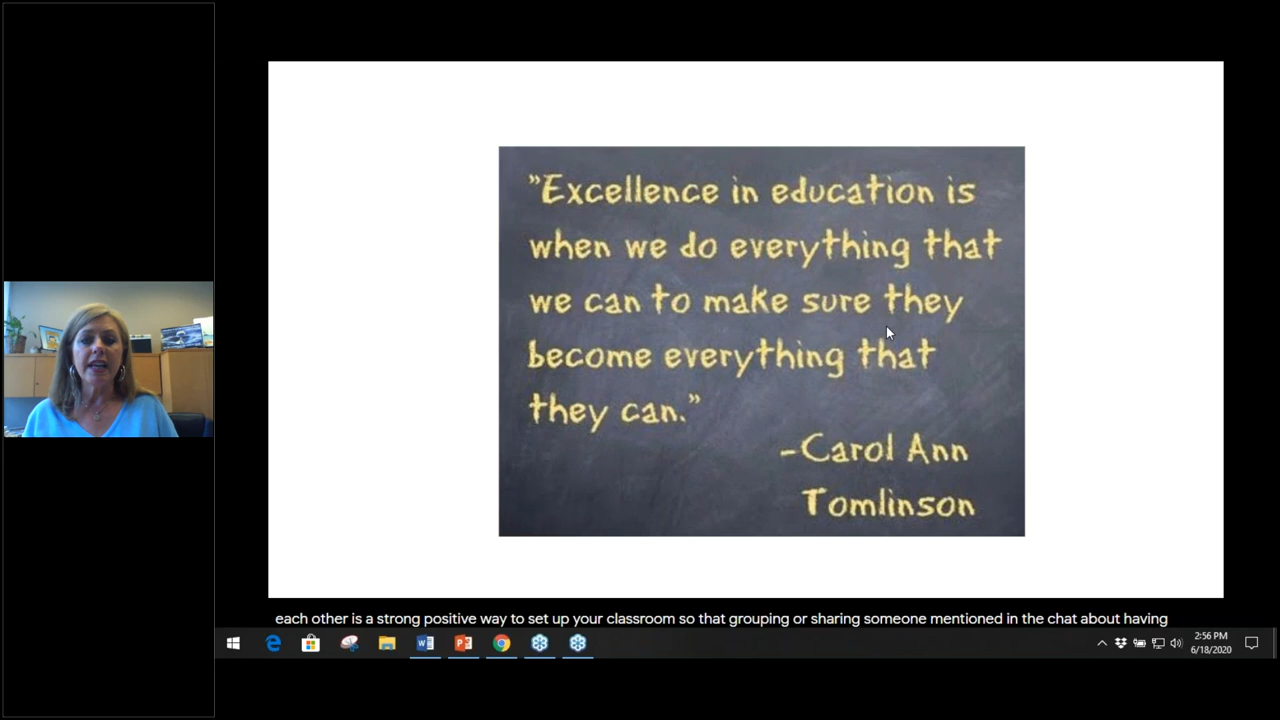 ”Excellence in education is
when we do everything that
we can to make sure they
become everything that
they can.”
-Carol Ann
Tomlinson
each other is a strong positive way to set up your classroom so that grouping or sharing someone mentioned in the chat about having
2:56 PM
6/18/2020